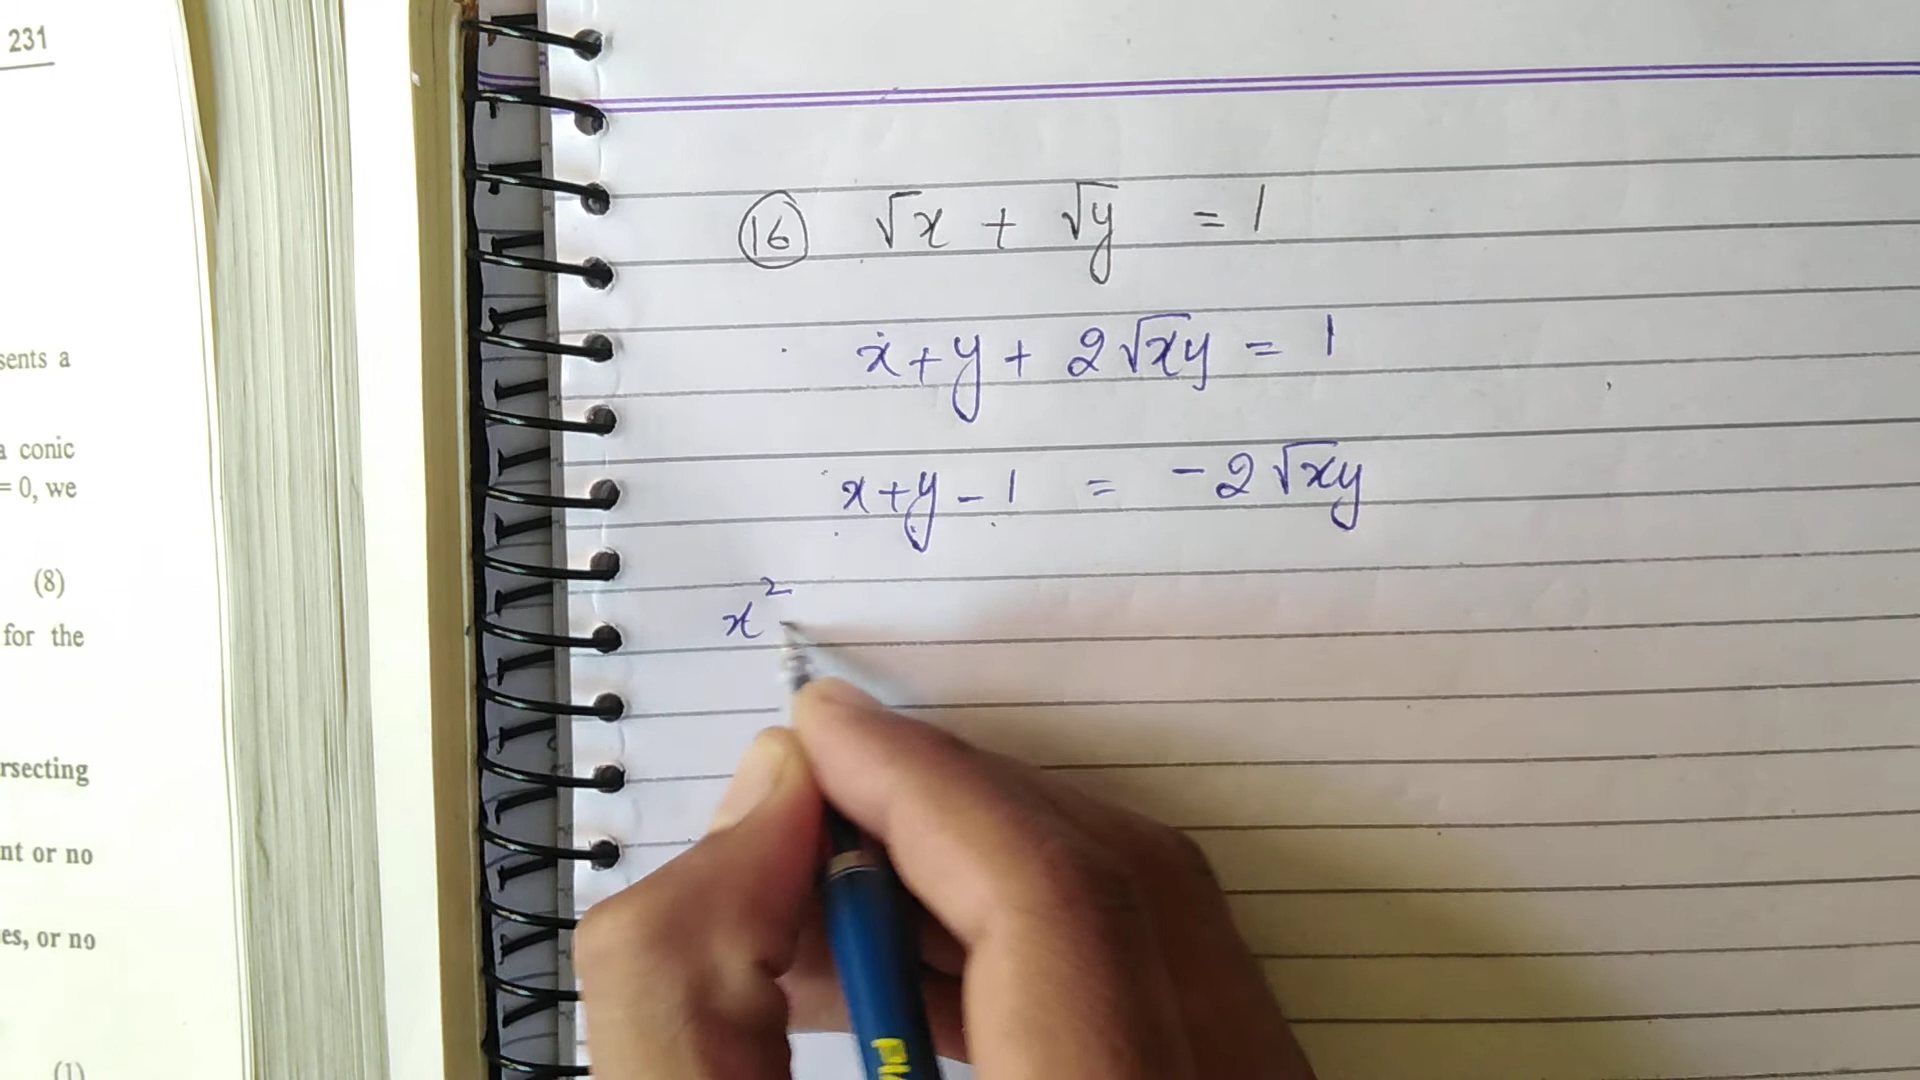 231
sents a
a conic
= 0, we
(8)
for the
rsecting
nt or no
es, or no
(1)
(16) √x + √y = 1
x + y + 2√xy = 1
x + y - 1 = -2√xy
x²